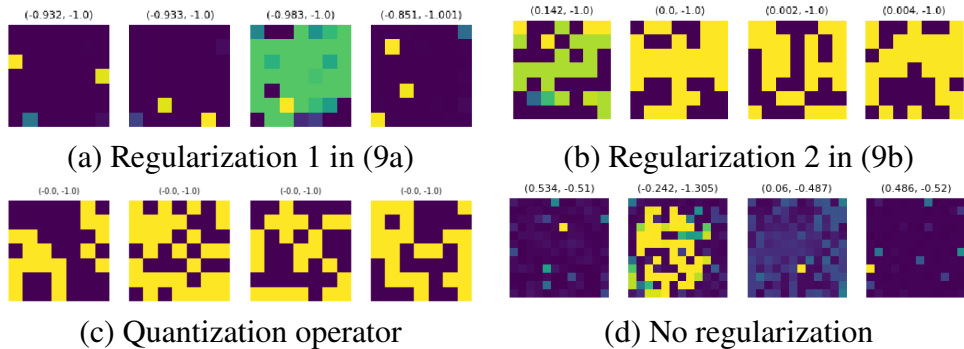 (-0.932, -1.0) (-0.933, -1.0) (-0.983, -1.0) (-0.851, -1.001)
(0.142, -1.0) (0.0, -1.0) (0.002, -1.0) (0.004, -1.0)
(a) Regularization 1 in (9a)
(b) Regularization 2 in (9b)
(-0.0, -1.0) (-0.0, -1.0) (-0.0, -1.0) (-0.0, -1.0)
(0.534, -0.51) (-0.242, -1.305) (0.06, -0.487) (0.486, -0.52)
(c) Quantization operator
(d) No regularization